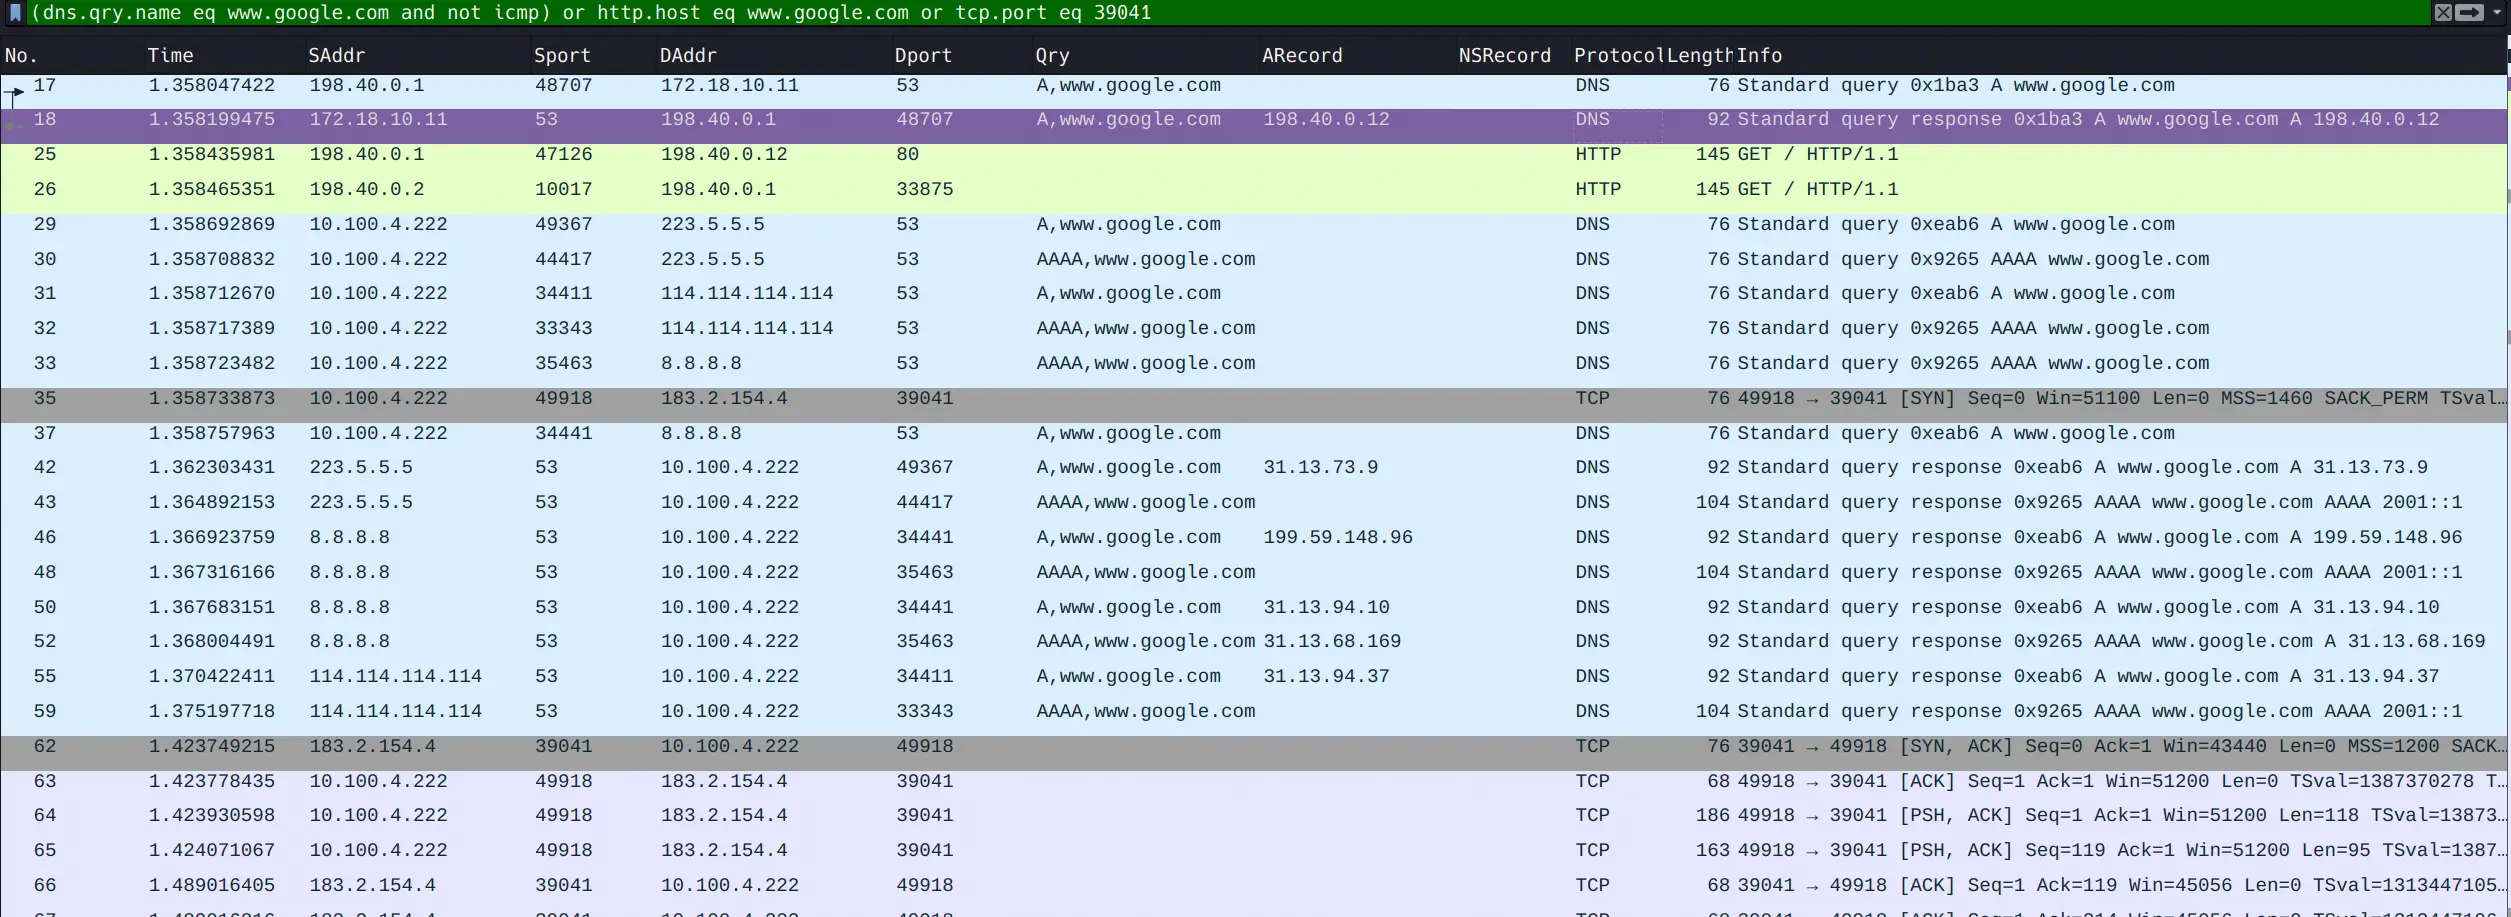 (dns.qry.name eq www.google.com and not icmp) or http.host eq www.google.com or tcp.port eq 39041
No. Time SAddr Sport DAddr Dport Qry ARecord NSRecord Protocol Length Info
17 1.358047422 198.40.0.1 48707 172.18.10.11 53 A,www.google.com DNS 76 Standard query 0x1ba3 A www.google.com
18 1.358199475 172.18.10.11 53 198.40.0.1 48707 A,www.google.com 198.40.0.12 DNS 92 Standard query response 0x1ba3 A www.google.com A 198.40.0.12
25 1.358435981 198.40.0.1 47126 198.40.0.12 80 HTTP 145 GET / HTTP/1.1
26 1.358465351 198.40.0.2 10017 198.40.0.1 33875 HTTP 145 GET / HTTP/1.1
29 1.358692869 10.100.4.222 49367 223.5.5.5 53 A,www.google.com DNS 76 Standard query 0xeab6 A www.google.com
30 1.358708832 10.100.4.222 44417 223.5.5.5 53 AAAA,www.google.com DNS 76 Standard query 0x9265 AAAA www.google.com
31 1.358712670 10.100.4.222 34411 114.114.114.114 53 A,www.google.com DNS 76 Standard query 0xeab6 A www.google.com
32 1.358717389 10.100.4.222 33343 114.114.114.114 53 AAAA,www.google.com DNS 76 Standard query 0x9265 AAAA www.google.com
33 1.358723482 10.100.4.222 35463 8.8.8.8 53 AAAA,www.google.com DNS 76 Standard query 0x9265 AAAA www.google.com
35 1.358733873 10.100.4.222 49918 183.2.154.4 39041 TCP 76 49918 → 39041 [SYN] Seq=0 Win=51100 Len=0 MSS=1460 SACK_PERM TSval…
37 1.358757963 10.100.4.222 34441 8.8.8.8 53 A,www.google.com DNS 76 Standard query 0xeab6 A www.google.com
42 1.362303431 223.5.5.5 53 10.100.4.222 49367 A,www.google.com 31.13.73.9 DNS 92 Standard query response 0xeab6 A www.google.com A 31.13.73.9
43 1.364892153 223.5.5.5 53 10.100.4.222 44417 AAAA,www.google.com DNS 104 Standard query response 0x9265 AAAA www.google.com AAAA 2001::1
46 1.366923759 8.8.8.8 53 10.100.4.222 34441 A,www.google.com 199.59.148.96 DNS 92 Standard query response 0xeab6 A www.google.com A 199.59.148.96
48 1.367316166 8.8.8.8 53 10.100.4.222 35463 AAAA,www.google.com DNS 104 Standard query response 0x9265 AAAA www.google.com AAAA 2001::1
50 1.367683151 8.8.8.8 53 10.100.4.222 34441 A,www.google.com 31.13.94.10 DNS 92 Standard query response 0xeab6 A www.google.com A 31.13.94.10
52 1.368004491 8.8.8.8 53 10.100.4.222 35463 AAAA,www.google.com 31.13.68.169 DNS 92 Standard query response 0x9265 AAAA www.google.com A 31.13.68.169
55 1.370422411 114.114.114.114 53 10.100.4.222 34411 A,www.google.com 31.13.94.37 DNS 92 Standard query response 0xeab6 A www.google.com A 31.13.94.37
59 1.375197718 114.114.114.114 53 10.100.4.222 33343 AAAA,www.google.com DNS 104 Standard query response 0x9265 AAAA www.google.com AAAA 2001::1
62 1.423749215 183.2.154.4 39041 10.100.4.222 49918 TCP 76 39041 → 49918 [SYN, ACK] Seq=0 Ack=1 Win=43440 Len=0 MSS=1200 SACK…
63 1.423778435 10.100.4.222 49918 183.2.154.4 39041 TCP 68 49918 → 39041 [ACK] Seq=1 Ack=1 Win=51200 Len=0 TSval=1387370278 T…
64 1.423930598 10.100.4.222 49918 183.2.154.4 39041 TCP 186 49918 → 39041 [PSH, ACK] Seq=1 Ack=1 Win=51200 Len=118 TSval=13873…
65 1.424071067 10.100.4.222 49918 183.2.154.4 39041 TCP 163 49918 → 39041 [PSH, ACK] Seq=119 Ack=1 Win=51200 Len=95 TSval=1387…
66 1.489016405 183.2.154.4 39041 10.100.4.222 49918 TCP 68 39041 → 49918 [ACK] Seq=1 Ack=119 Win=45056 Len=0 TSval=1313447105…